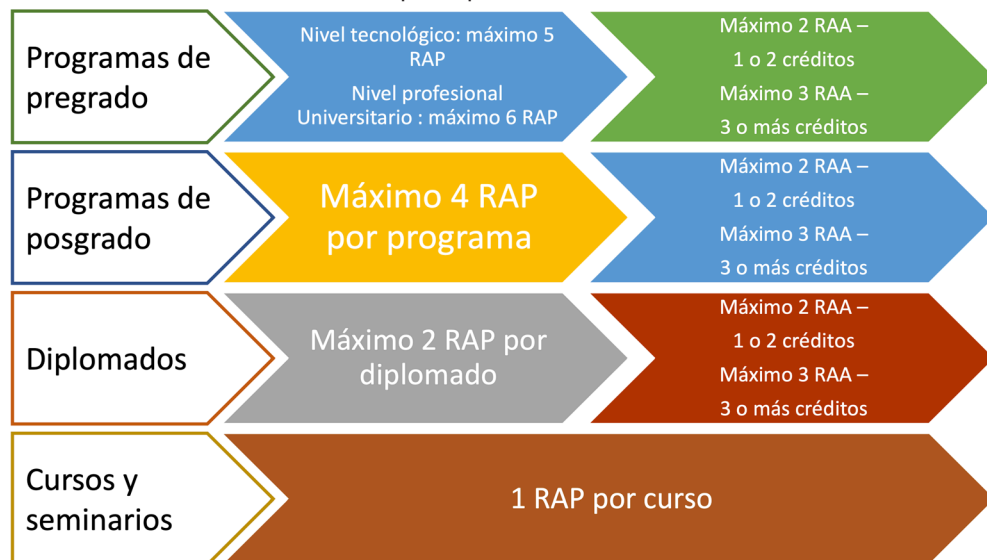 Programas de
pregrado
Nivel tecnológico: máximo 5
RAP
Nivel profesional
Universitario : máximo 6 RAP
Máximo 2 RAA –
1 o 2 créditos
Máximo 3 RAA –
3 o más créditos
Programas de
posgrado
Máximo 4 RAP
por programa
Máximo 2 RAA –
1 o 2 créditos
Máximo 3 RAA –
3 o más créditos
Diplomados
Máximo 2 RAP por
diplomado
Máximo 2 RAA –
1 o 2 créditos
Máximo 3 RAA –
3 o más créditos
Cursos y
seminarios
1 RAP por curso